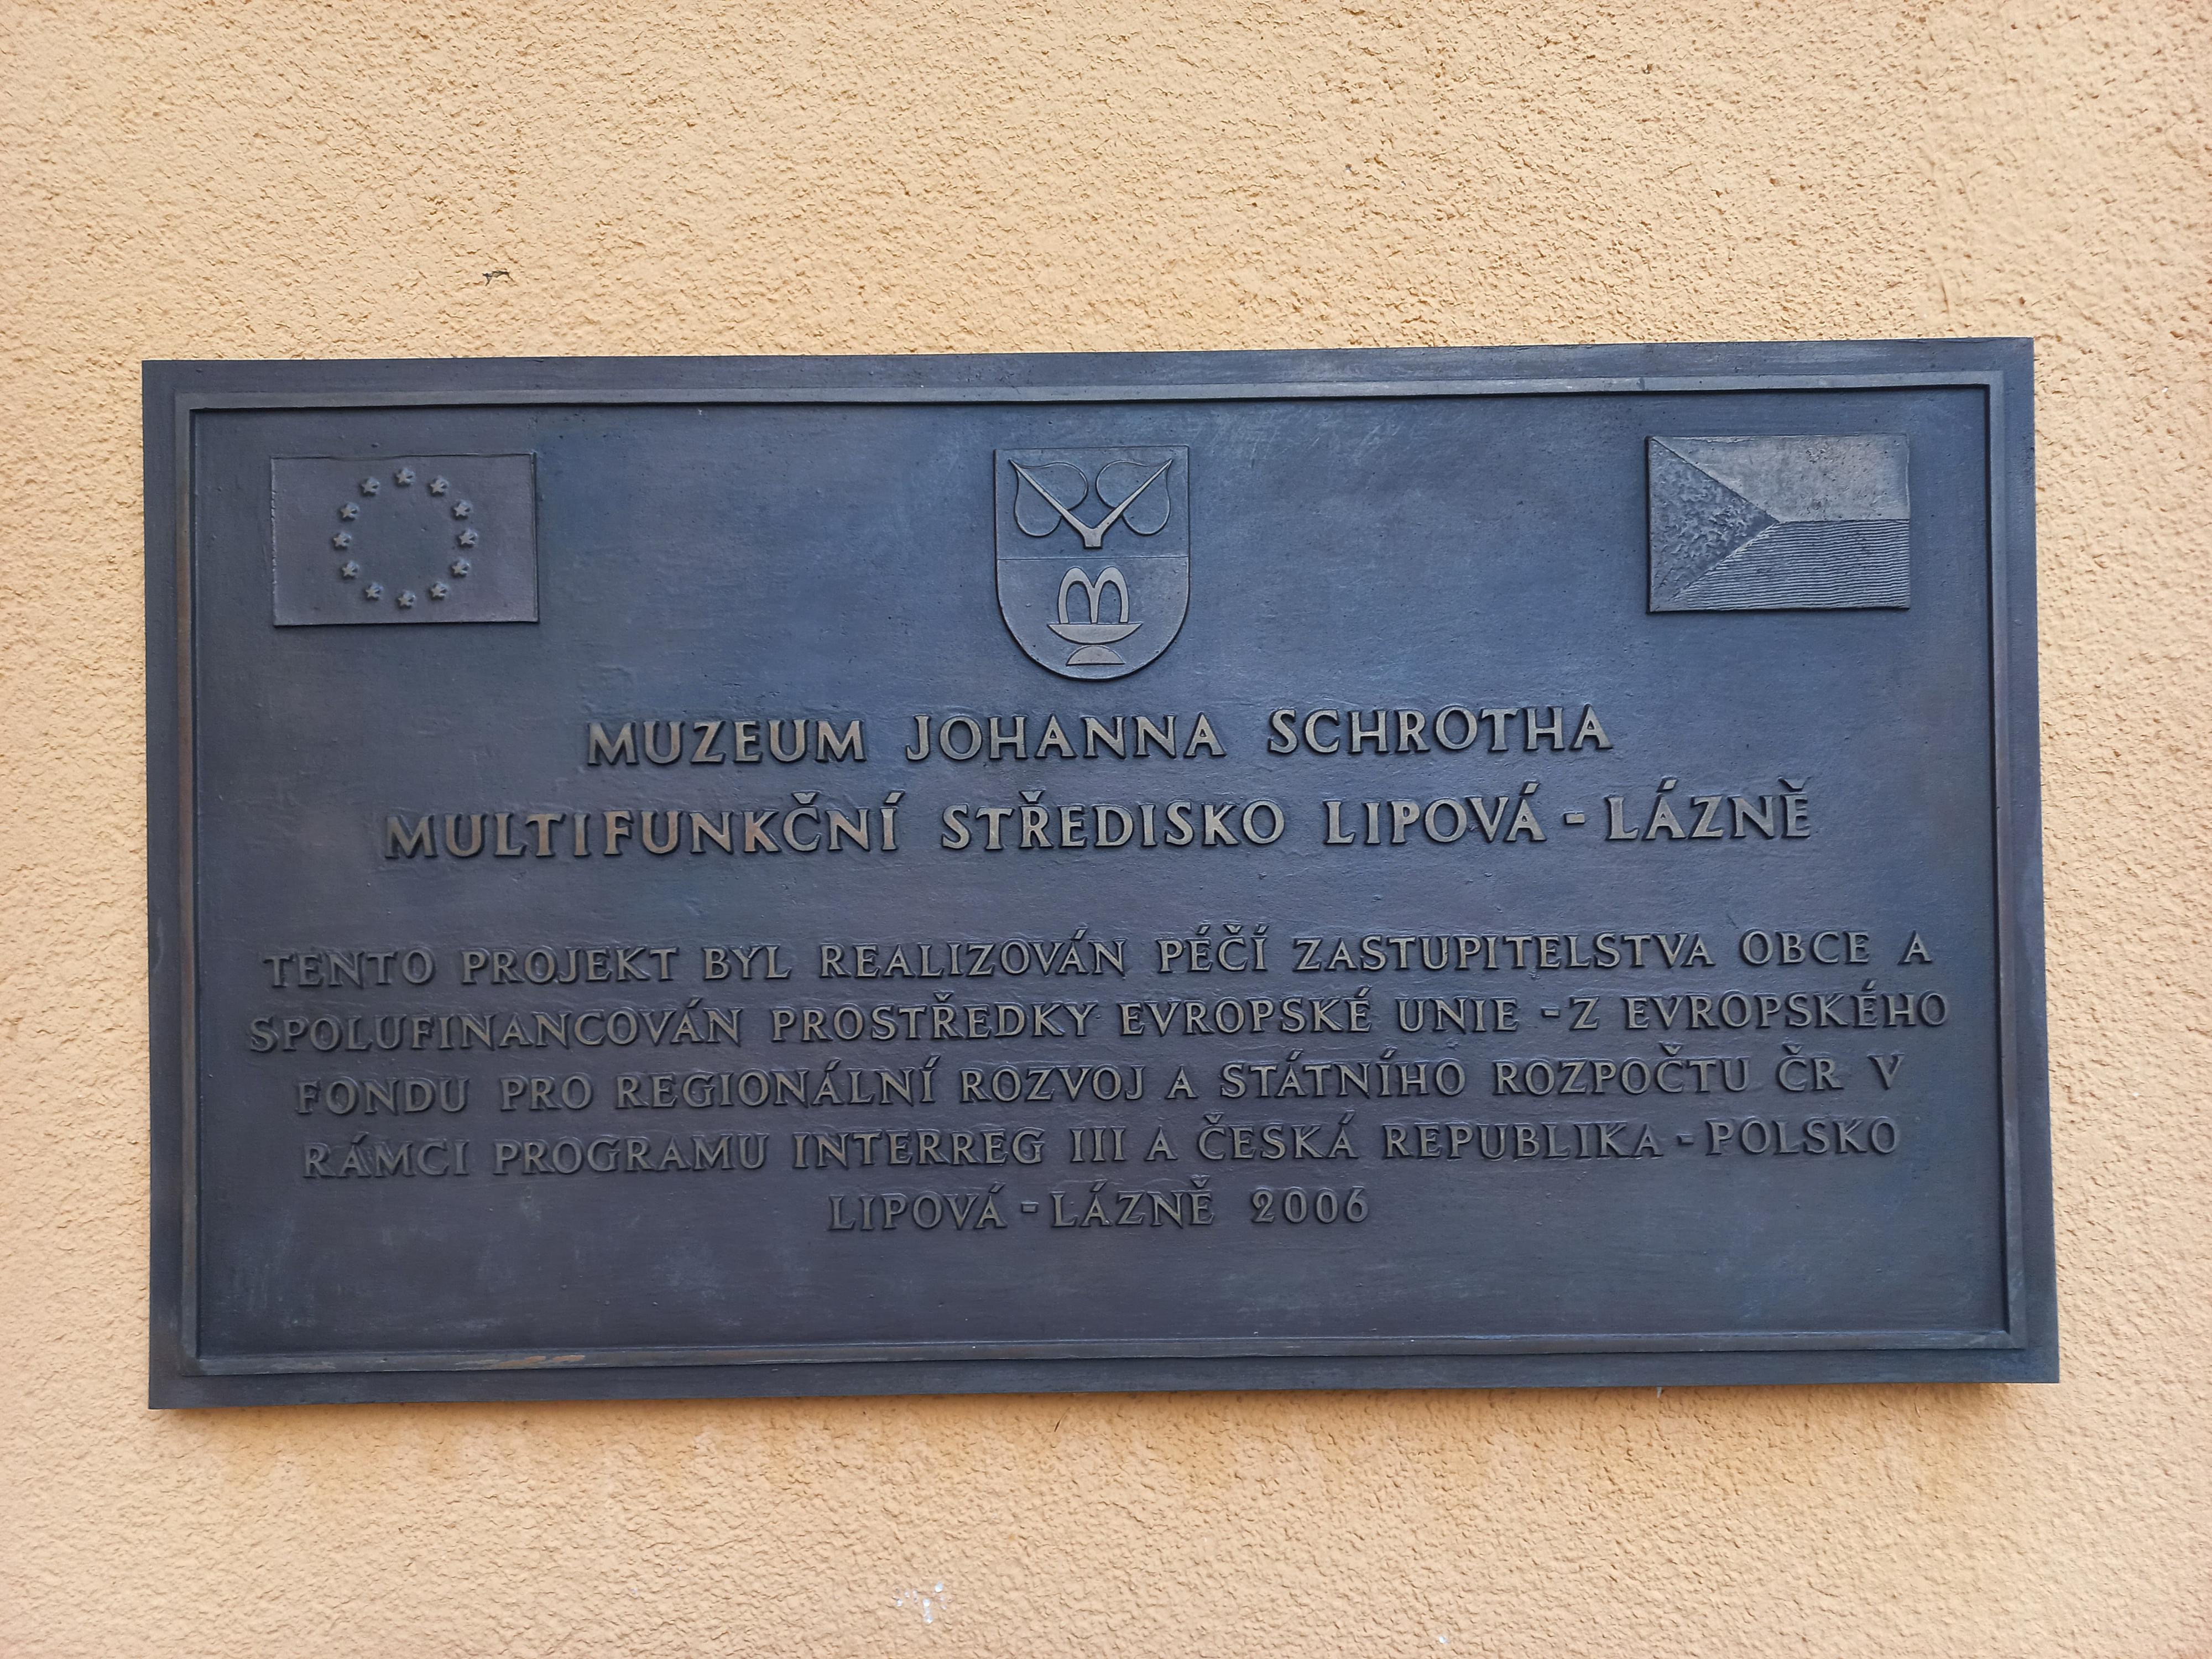 MUZEUM JOHANNA SCHROTHA
MULTIFUNKČNÍ STŘEDISKO LIPOVÁ - LÁZNĚ
TENTO PROJEKT BYL REALIZOVÁN PÉČÍ ZASTUPITELSTVA OBCE A
SPOLUFINANCOVÁN PROSTŘEDKY EVROPSKÉ UNIE - Z EVROPSKÉHO
FONDU PRO REGIONÁLNÍ ROZVOJ A STÁTNÍHO ROZPOČTU ČR V
RÁMCI PROGRAMU INTERREG III A ČESKÁ REPUBLIKA - POLSKO
LIPOVÁ - LÁZNĚ 2006